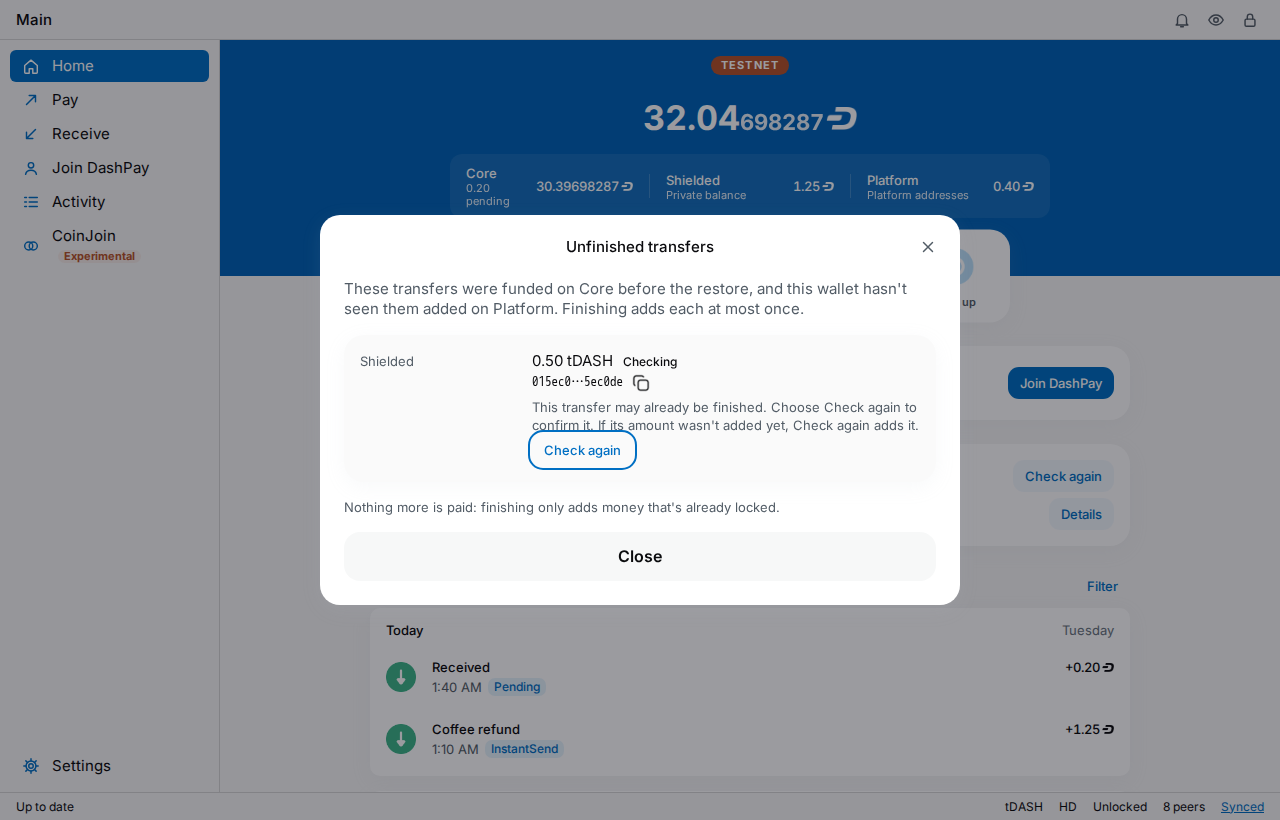 Main
Home
Pay
Receive
Join DashPay
Activity
CoinJoin
Experimental
Settings
TESTNET
32.04698287
Core
0.20
pending
30.39698287
Shielded
Private balance
1.25
Platform
Platform addresses
0.40
up
Join DashPay
Check again
Details
Filter
Unfinished transfers
These transfers were funded on Core before the restore, and this wallet hasn't
seen them added on Platform. Finishing adds each at most once.
Shielded
0.50 tDASH Checking
015ec0⋯5ec0de
This transfer may already be finished. Choose Check again to
confirm it. If its amount wasn't added yet, Check again adds it.
Check again
Nothing more is paid: finishing only adds money that's already locked.
Close
Today Tuesday
Received +0.20
1:40 AM Pending
Coffee refund +1.25
1:10 AM InstantSend
Up to date
tDASH HD Unlocked 8 peers Synced